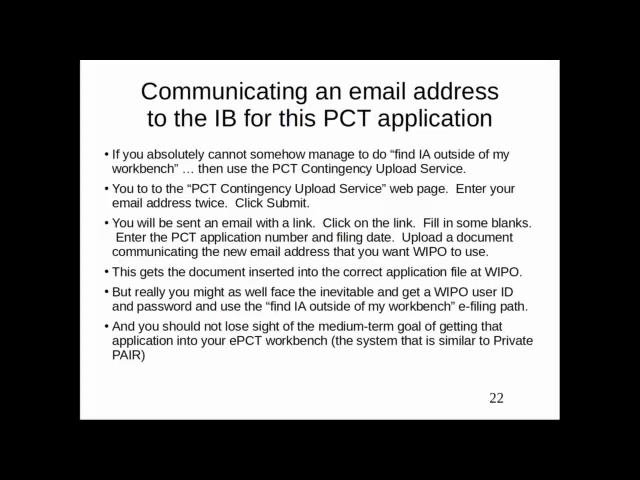 Communicating an email address
to the IB for this PCT application
• If you absolutely cannot somehow manage to do “find IA outside of my
workbench” … then use the PCT Contingency Upload Service.
• You to to the “PCT Contingency Upload Service” web page.  Enter your
email address twice.  Click Submit.
• You will be sent an email with a link.  Click on the link.  Fill in some blanks.
Enter the PCT application number and filing date.  Upload a document
communicating the new email address that you want WIPO to use.
• This gets the document inserted into the correct application file at WIPO.
• But really you might as well face the inevitable and get a WIPO user ID
and password and use the “find IA outside of my workbench” e-filing path.
• And you should not lose sight of the medium-term goal of getting that
application into your ePCT workbench (the system that is similar to Private
PAIR)
22